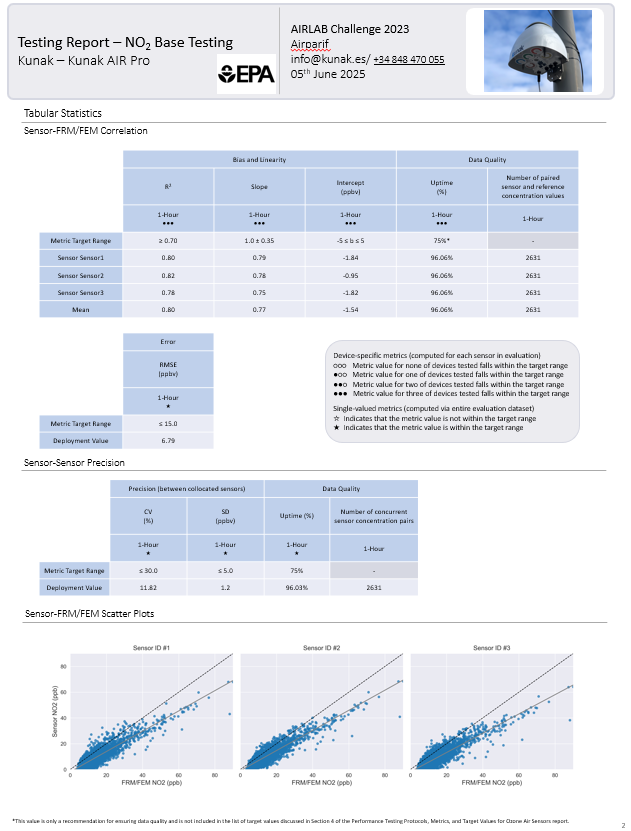 Testing Report – NO2 Base Testing
Kunak – Kunak AIR Pro
EPA
AIRLAB Challenge 2023
Airparif
info@kunak.es/ +34 848 470 055
05th June 2025
Tabular Statistics
Sensor-FRM/FEM Correlation
Bias and Linearity Data Quality
R² Slope Intercept (ppbv) Uptime (%) Number of paired sensor and reference concentration values
1-Hour ●●● 1-Hour ●●● 1-Hour ●●● 1-Hour ●●● 1-Hour
Metric Target Range ≥ 0.70 1.0 ± 0.35 -5 ≤ b ≤ 5 75%* -
Sensor Sensor1 0.80 0.79 -1.84 96.06% 2631
Sensor Sensor2 0.82 0.78 -0.95 96.06% 2631
Sensor Sensor3 0.78 0.75 -1.82 96.06% 2631
Mean 0.80 0.77 -1.54 96.06% 2631
Error
RMSE (ppbv)
1-Hour ★
Metric Target Range ≤ 15.0
Deployment Value 6.79
Device-specific metrics (computed for each sensor in evaluation)
○○○ Metric value for none of devices tested falls within the target range
●○○ Metric value for one of devices tested falls within the target range
●●○ Metric value for two of devices tested falls within the target range
●●● Metric value for three of devices tested falls within the target range
Single-valued metrics (computed via entire evaluation dataset)
☆ Indicates that the metric value is not within the target range
★ Indicates that the metric value is within the target range
Sensor-Sensor Precision
Precision (between collocated sensors) Data Quality
CV (%) SD (ppbv) Uptime (%) Number of concurrent sensor concentration pairs
1-Hour ★ 1-Hour ★ 1-Hour ★ 1-Hour
Metric Target Range ≤ 30.0 ≤ 5.0 75% -
Deployment Value 11.82 1.2 96.03% 2631
Sensor-FRM/FEM Scatter Plots
Sensor ID #1 Sensor ID #2 Sensor ID #3
Sensor NO2 (ppb)
80
60
40
20
0
0 40 80 0 40 80 0 40 80
FRM/FEM NO2 (ppb) FRM/FEM NO2 (ppb) FRM/FEM NO2 (ppb)
*This value is only a recommendation for ensuring data quality and is not included in the list of target values discussed in Section 4 of the Performance Testing Protocols, Metrics, and Target Values for Ozone Air Sensors report.
2